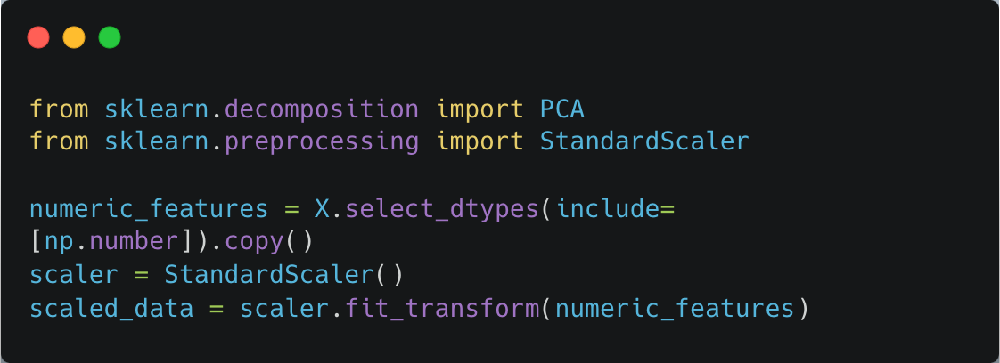 from sklearn.decomposition import PCA
from sklearn.preprocessing import StandardScaler
numeric_features = X.select_dtypes(include=
[np.number]).copy()
scaler = StandardScaler()
scaled_data = scaler.fit_transform(numeric_features)